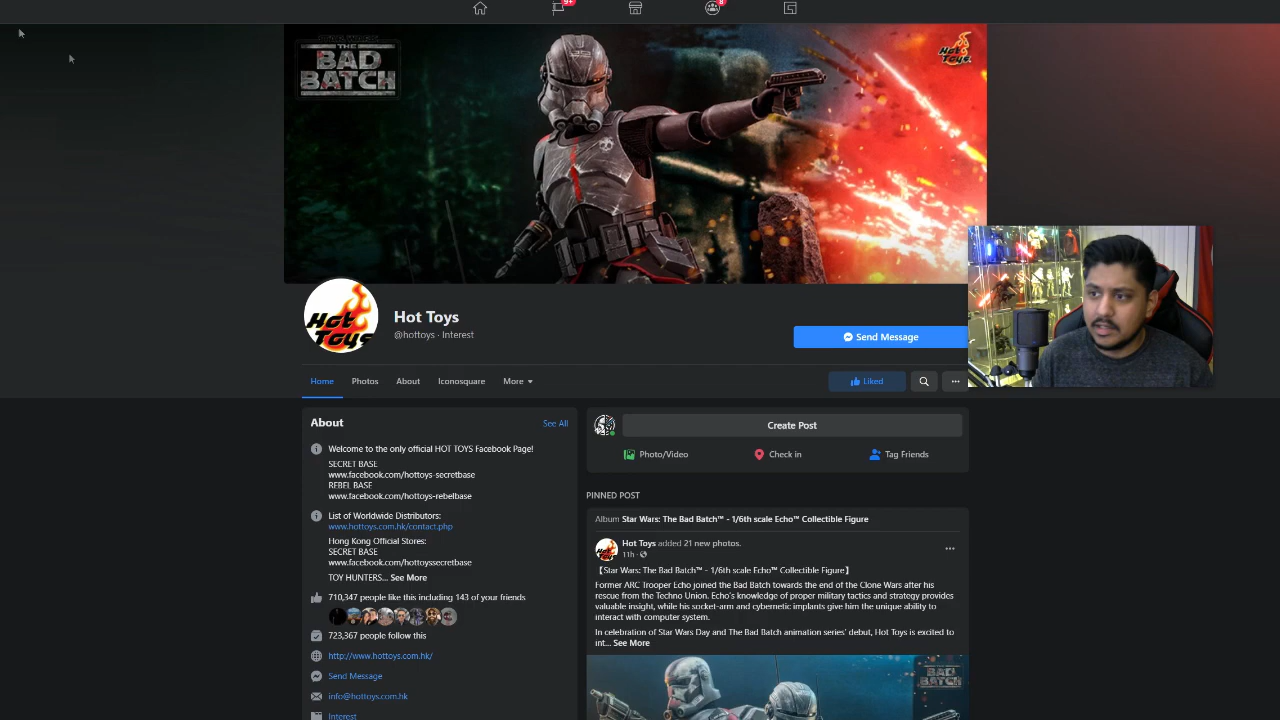 9+
8
STAR WARS
THE
BAD
BATCH
Hot Toys
Hot
Toys
Hot Toys
@hottoys · Interest
Send Message
Home
Photos
About
Iconosquare
More
Liked
About
See All
Welcome to the only official HOT TOYS Facebook Page!
SECRET BASE
www.facebook.com/hottoys-secretbase
REBEL BASE
www.facebook.com/hottoys-rebelbase
List of Worldwide Distributors:
www.hottoys.com.hk/contact.php
Hong Kong Official Stores:
SECRET BASE
www.facebook.com/hottoyssecretbase
TOY HUNTERS... See More
710,347 people like this including 143 of your friends
723,367 people follow this
http://www.hottoys.com.hk/
Send Message
info@hottoys.com.hk
Interest
Create Post
Photo/Video
Check in
Tag Friends
PINNED POST
Album Star Wars: The Bad Batch™ - 1/6th scale Echo™ Collectible Figure
Hot Toys added 21 new photos.
11h ·
【Star Wars: The Bad Batch™ - 1/6th scale Echo™ Collectible Figure】
Former ARC Trooper Echo joined the Bad Batch towards the end of the Clone Wars after his
rescue from the Techno Union. Echo's knowledge of proper military tactics and strategy provides
valuable insight, while his socket-arm and cybernetic implants give him the unique ability to
interact with computer system.
In celebration of Star Wars Day and The Bad Batch animation series' debut, Hot Toys is excited to
int... See More
BAD
BATCH